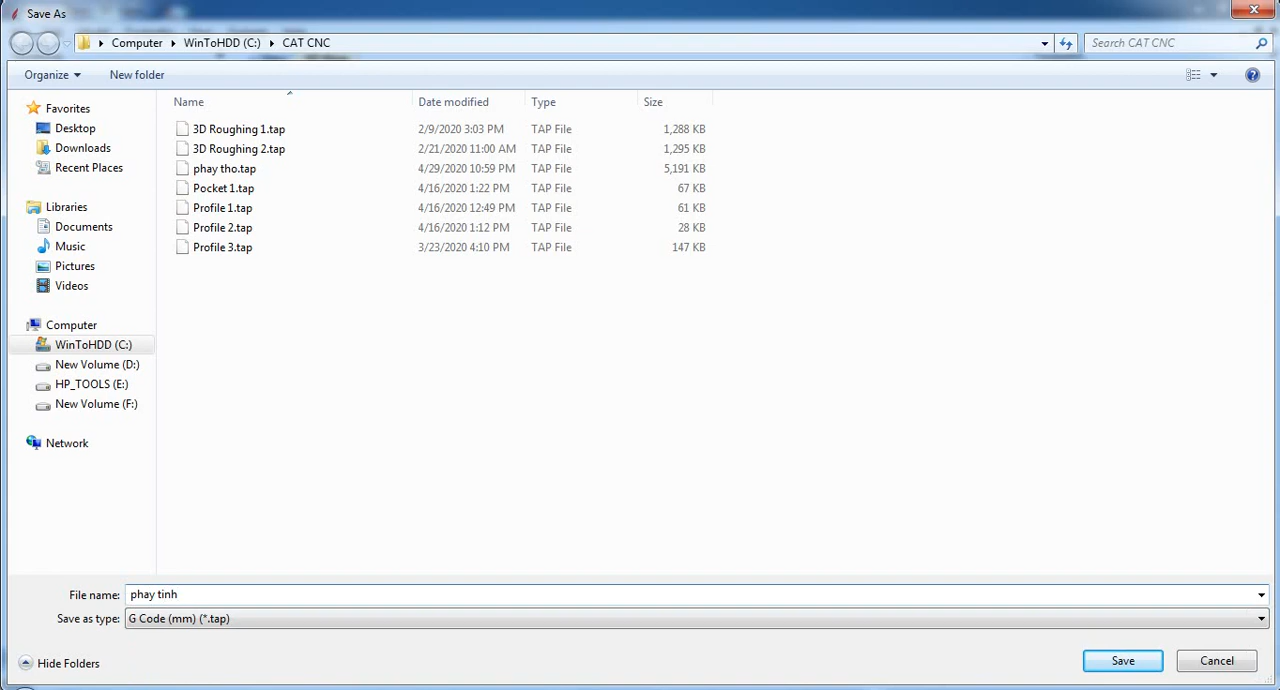 Save As
Computer WinToHDD (C:) CAT CNC
Search CAT CNC
Organize New folder
Name Date modified Type Size
Favorites
Desktop
Downloads
Recent Places
Libraries
Documents
Music
Pictures
Videos
Computer
WinToHDD (C:)
New Volume (D:)
HP_TOOLS (E:)
New Volume (F:)
Network
3D Roughing 1.tap 2/9/2020 3:03 PM TAP File 1,288 KB
3D Roughing 2.tap 2/21/2020 11:00 AM TAP File 1,295 KB
phay tho.tap 4/29/2020 10:59 PM TAP File 5,191 KB
Pocket 1.tap 4/16/2020 1:22 PM TAP File 67 KB
Profile 1.tap 4/16/2020 12:49 PM TAP File 61 KB
Profile 2.tap 4/16/2020 1:12 PM TAP File 28 KB
Profile 3.tap 3/23/2020 4:10 PM TAP File 147 KB
File name: phay tinh
Save as type: G Code (mm) (*.tap)
Hide Folders
Save Cancel